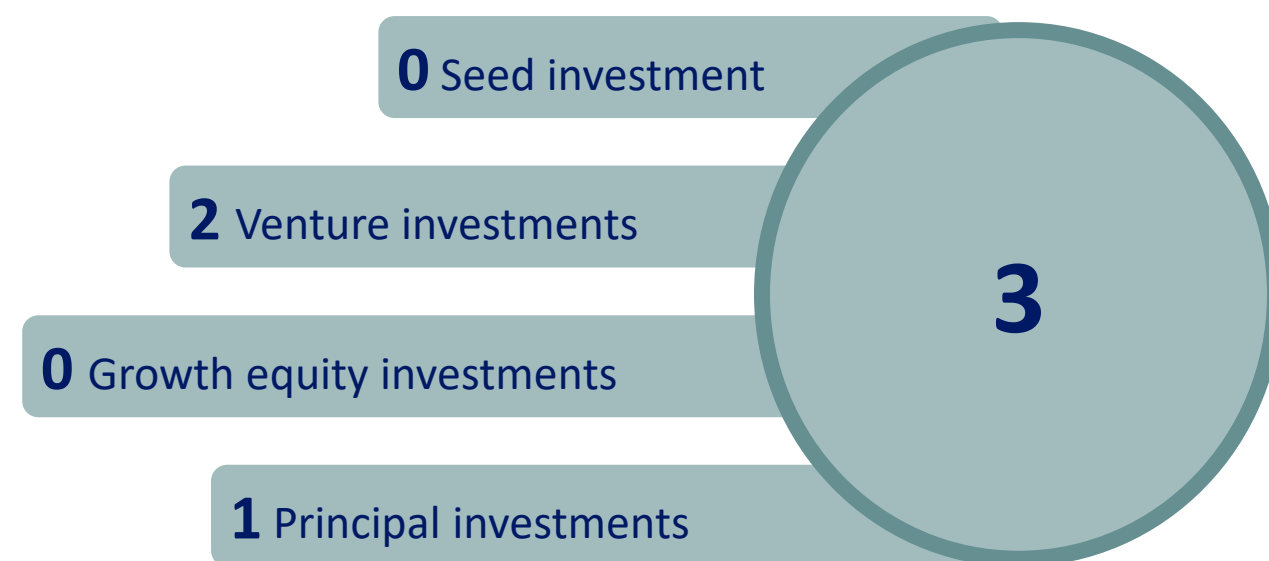 0 Seed investment
2 Venture investments
3
0 Growth equity investments
1 Principal investments